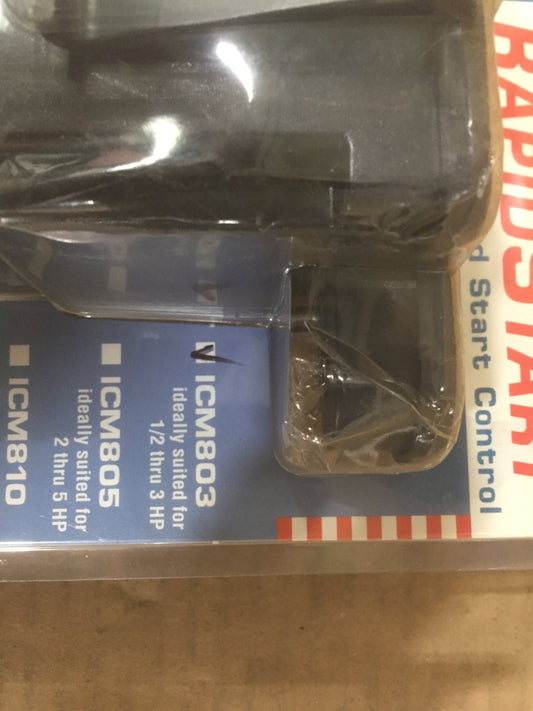 RAPIDSTART
d Start Control
ICM803
ideally suited for
1/2 thru 3 HP
ICM805
ideally suited for
2 thru 5 HP
ICM810